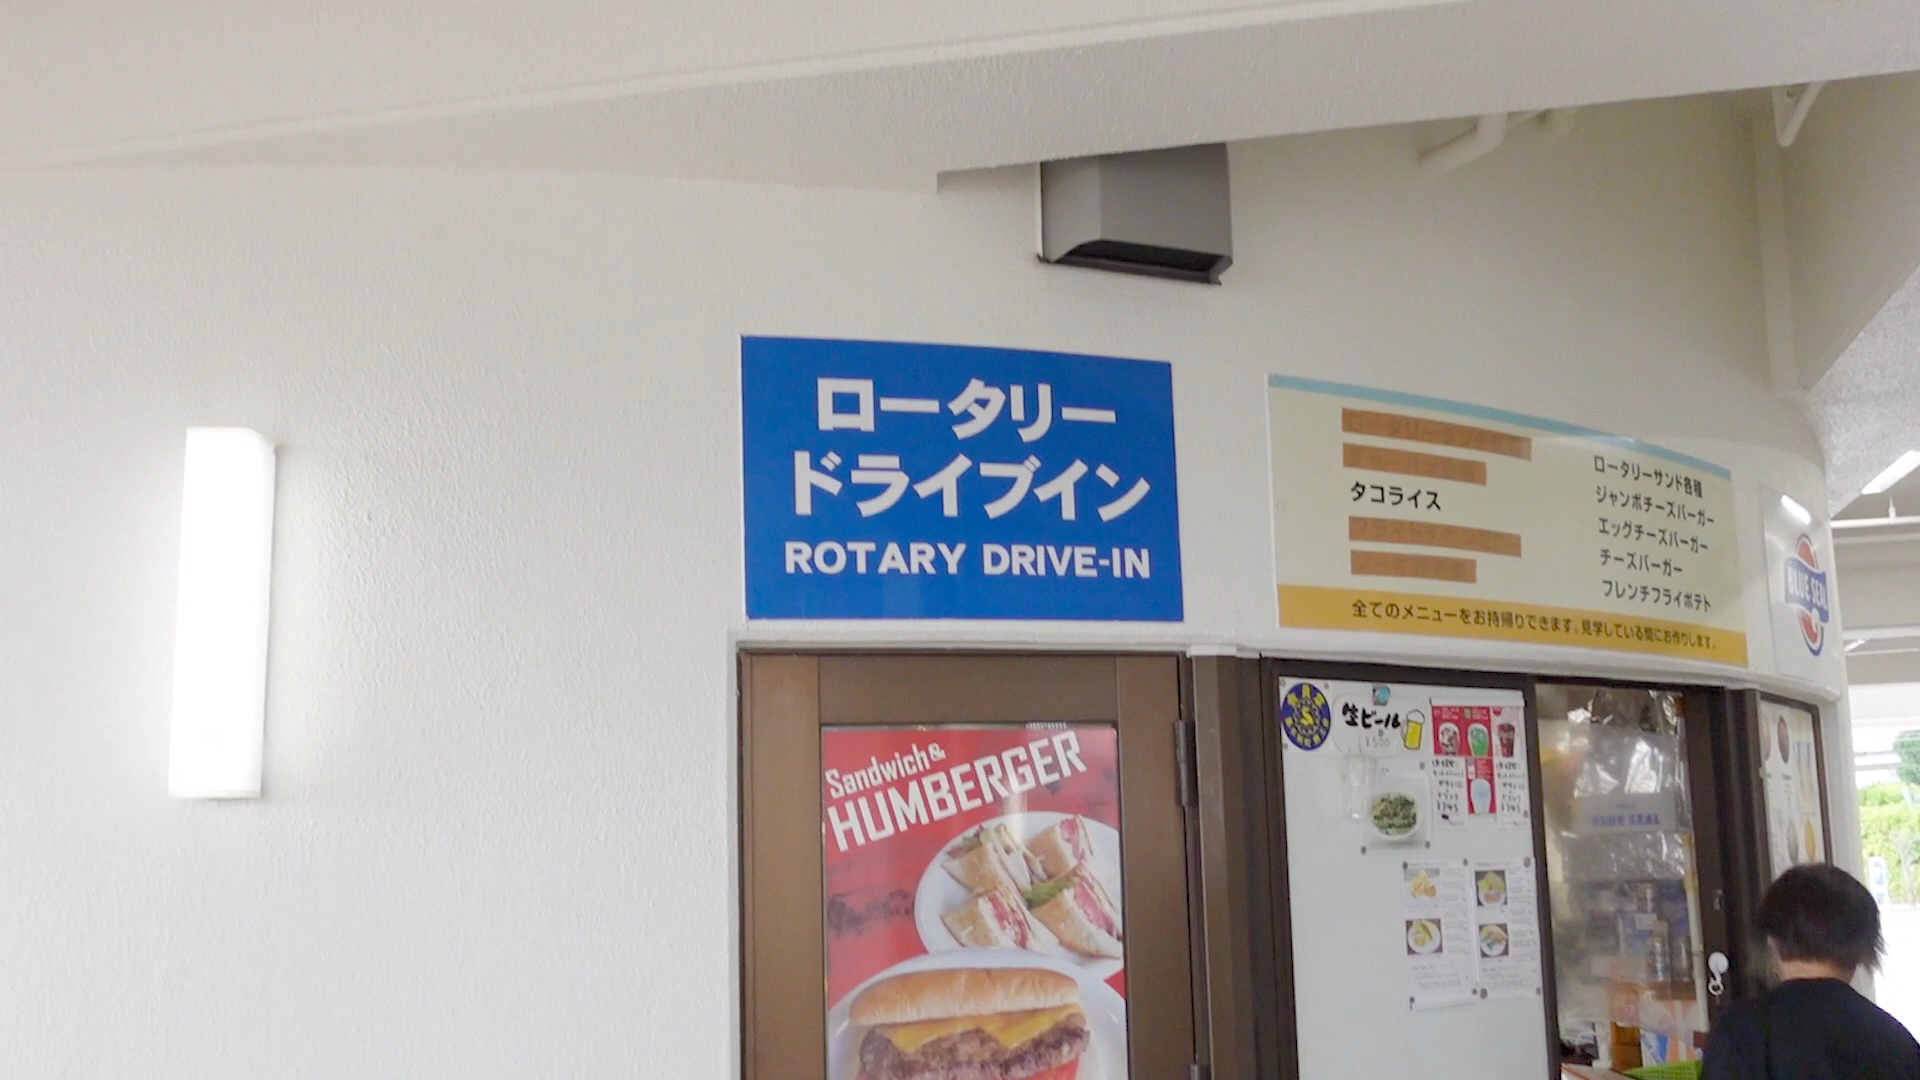 ロータリー
ドライブイン
ROTARY DRIVE-IN
タコライス
ロータリーサンド各種
ジャンボチーズバーガー
エッグチーズバーガー
チーズバーガー
フレンチフライポテト
全てのメニューをお持帰りできます。見学している間にお作りします。
BLUE SEAL
Sandwich&
HUMBERGER
生ビール
¥500
BLUE SEAL